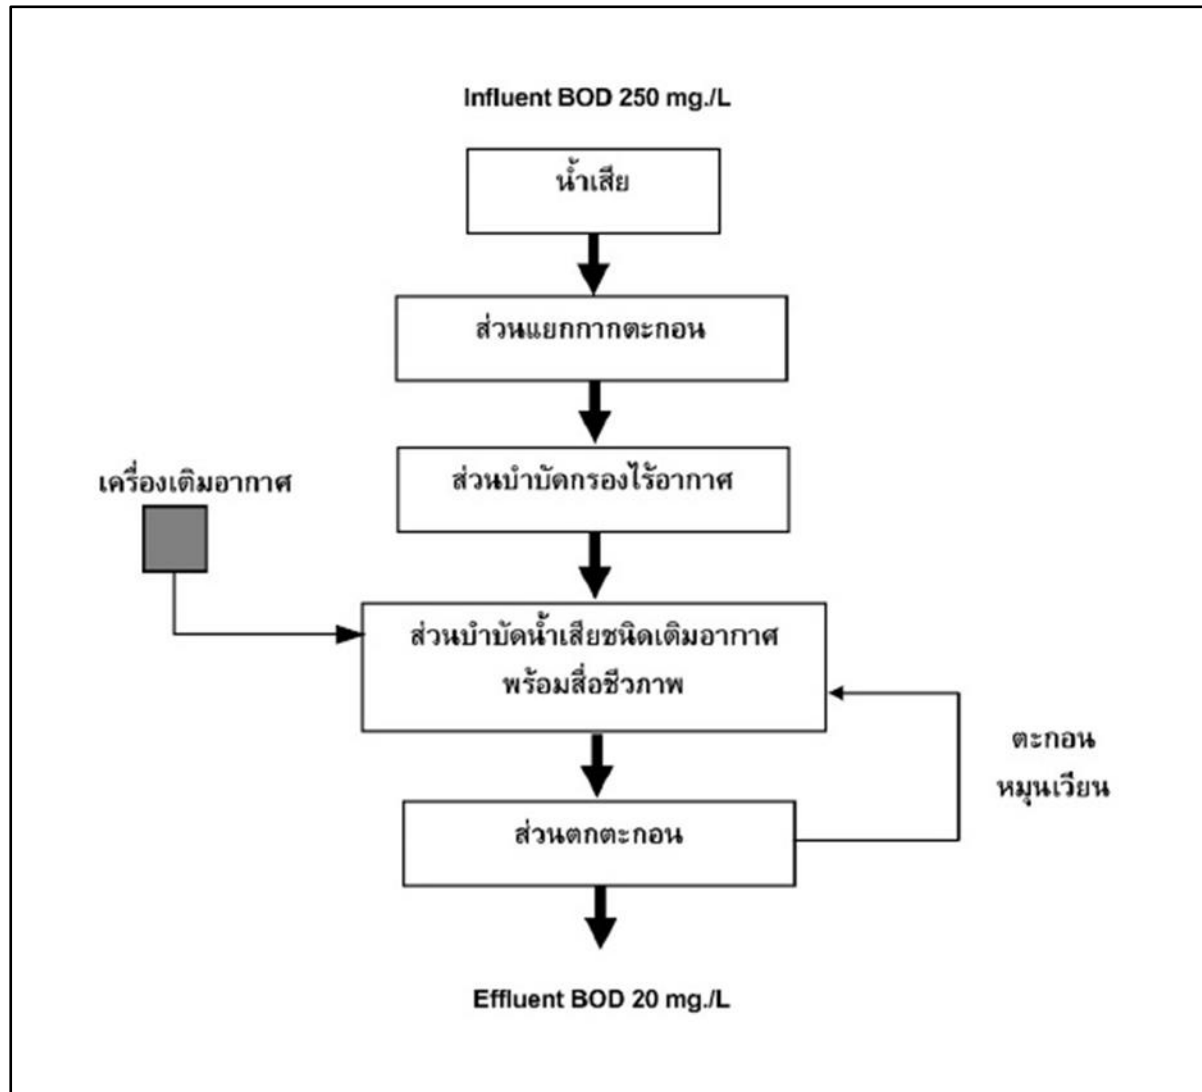 Influent BOD 250 mg./L
น้ำเสีย
ส่วนแยกกากตะกอน
ส่วนบำบัดกรองไร้อากาศ
เครื่องเติมอากาศ
ส่วนบำบัดน้ำเสียชนิดเติมอากาศ
พร้อมสื่อชีวภาพ
ตะกอน
หมุนเวียน
ส่วนตกตะกอน
Effluent BOD 20 mg./L